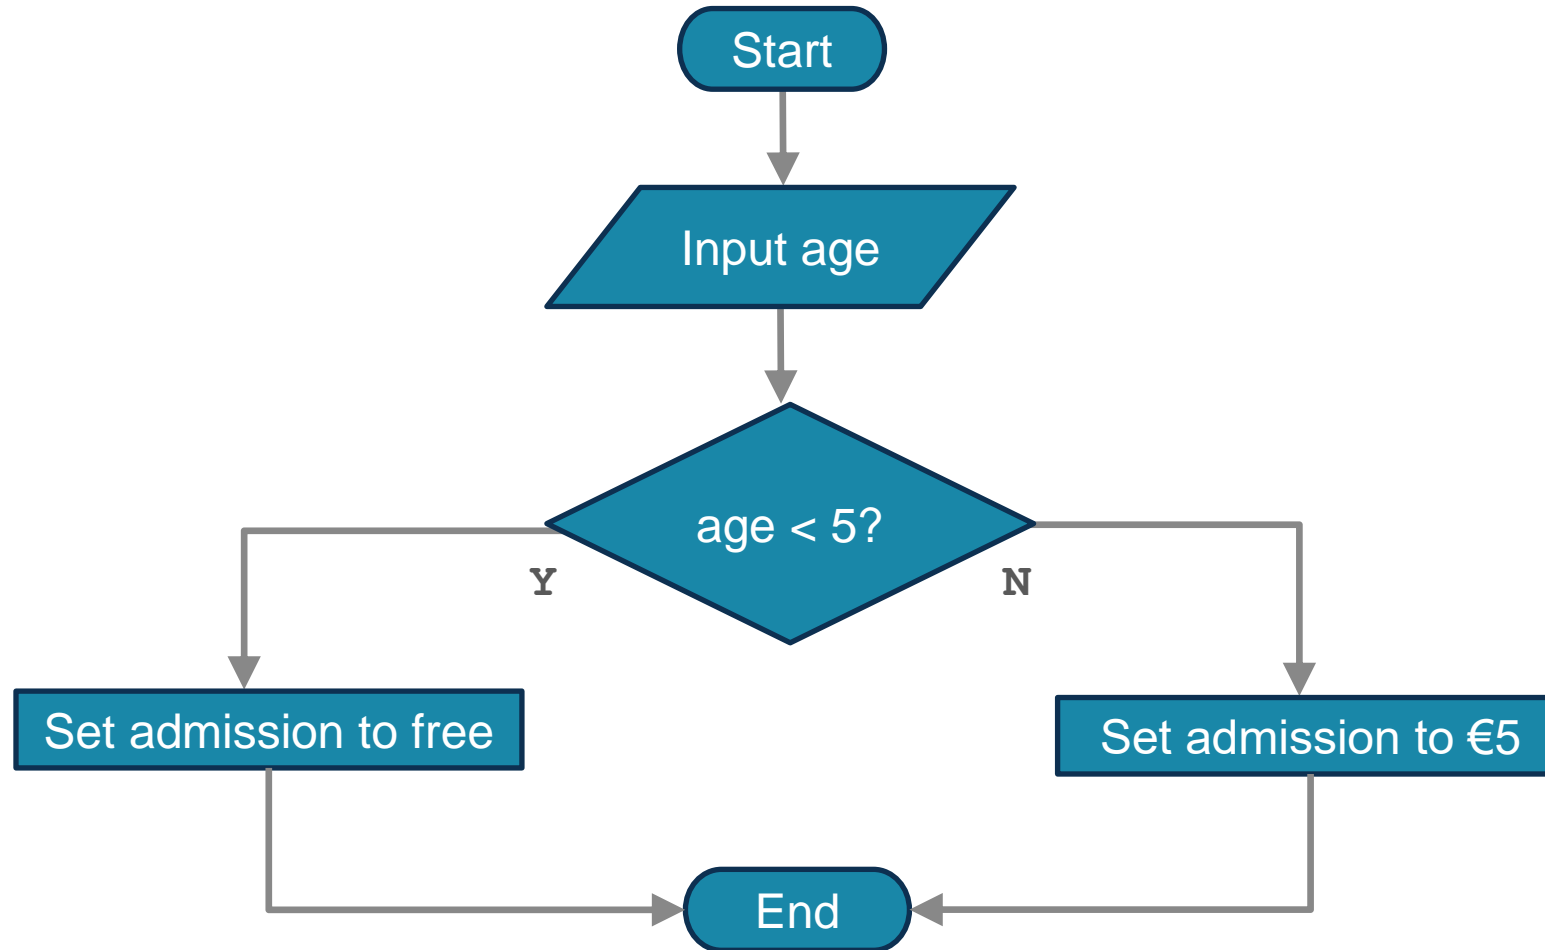 Start
Input age
age < 5?
Y
N
Set admission to free
Set admission to €5
End